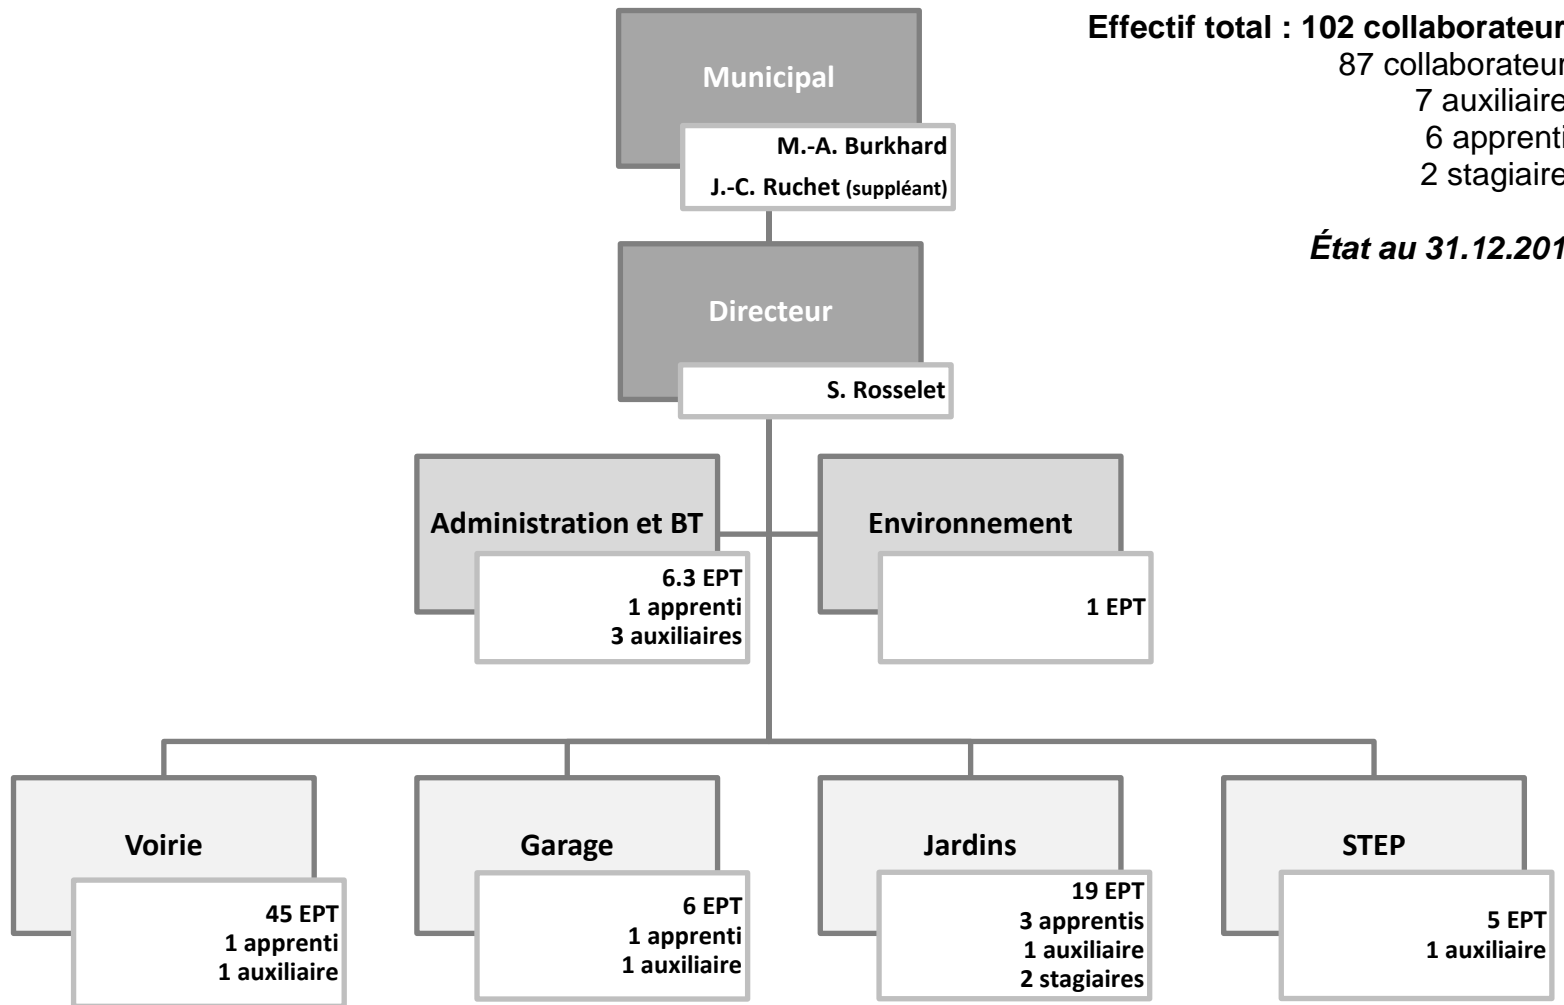 Effectif total : 102 collaborateur
87 collaborateur
7 auxiliaire
6 apprenti
2 stagiaire
État au 31.12.201
Municipal
M.-A. Burkhard
J.-C. Ruchet (suppléant)
Directeur
S. Rosselet
Administration et BT
6.3 EPT
1 apprenti
3 auxiliaires
Environnement
1 EPT
Voirie
45 EPT
1 apprenti
1 auxiliaire
Garage
6 EPT
1 apprenti
1 auxiliaire
Jardins
19 EPT
3 apprentis
1 auxiliaire
2 stagiaires
STEP
5 EPT
1 auxiliaire